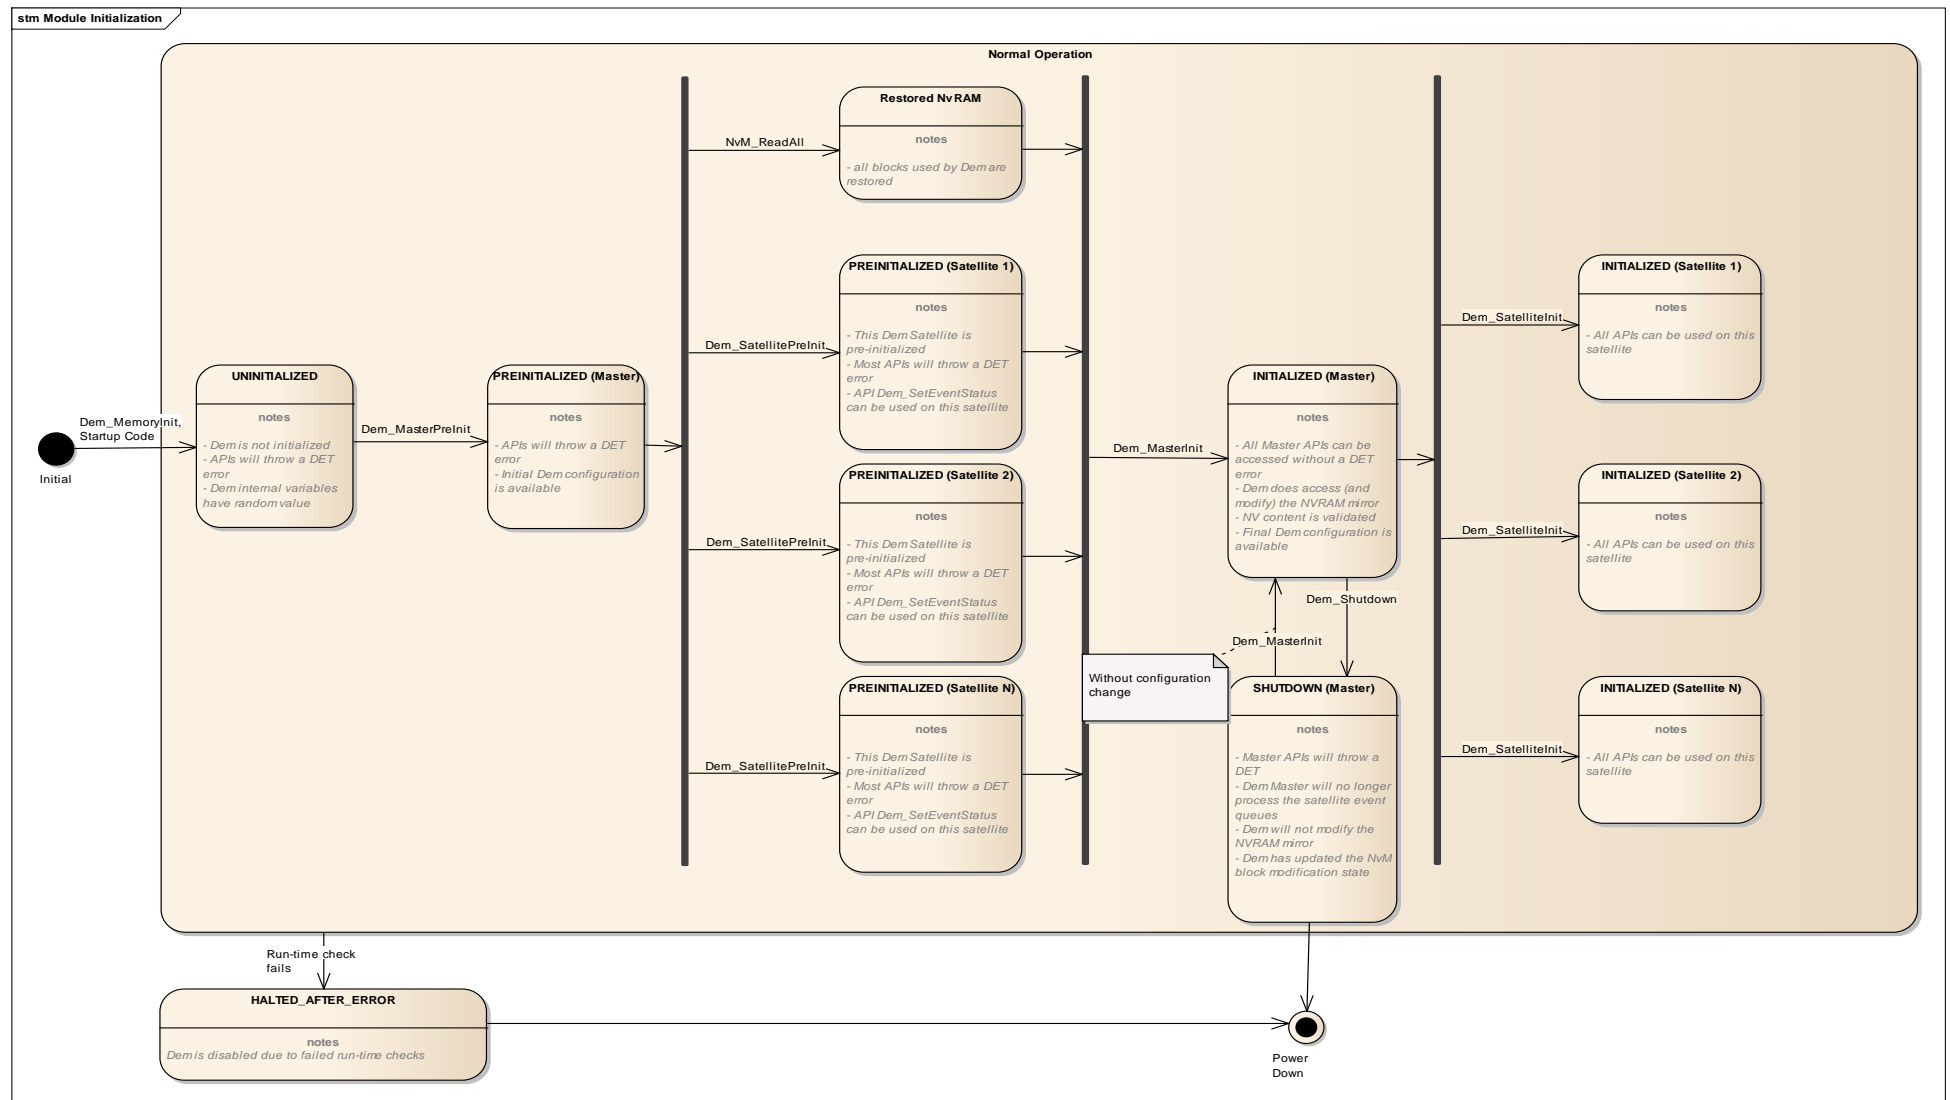 stm Module Initialization
Normal Operation
Initial
Dem_MemoryInit,
Startup Code
UNINITIALIZED
notes
- Dem is not initialized
- APIs will throw a DET
error
- Dem internal variables
have random value
Dem_MasterPreInit
PREINITIALIZED (Master)
notes
- APIs will throw a DET
error
- Initial Dem configuration
is available
NvM_ReadAll
Restored NvRAM
notes
- all blocks used by Dem are
restored
Dem_SatellitePreInit
PREINITIALIZED (Satellite 1)
notes
- This Dem Satellite is
pre-initialized
- Most APIs will throw a DET
error
- API Dem_SetEventStatus
can be used on this satellite
Dem_SatellitePreInit
PREINITIALIZED (Satellite 2)
notes
- This Dem Satellite is
pre-initialized
- Most APIs will throw a DET
error
- API Dem_SetEventStatus
can be used on this satellite
Dem_SatellitePreInit
PREINITIALIZED (Satellite N)
notes
- This Dem Satellite is
pre-initialized
- Most APIs will throw a DET
error
- API Dem_SetEventStatus
can be used on this satellite
Dem_MasterInit
INITIALIZED (Master)
notes
- All Master APIs can be
accessed without a DET
error
- Dem does access (and
modify) the NVRAM mirror
- NV content is validated
- Final Dem configuration is
available
Dem_Shutdown
Dem_MasterInit
Without configuration
change
SHUTDOWN (Master)
notes
- Master APIs will throw a
DET
- Dem Master will no longer
process the satellite event
queues
- Dem will not modify the
NVRAM mirror
- Dem has updated the NvM
block modification state
Dem_SatelliteInit
INITIALIZED (Satellite 1)
notes
- All APIs can be used on this
satellite
Dem_SatelliteInit
INITIALIZED (Satellite 2)
notes
- All APIs can be used on this
satellite
Dem_SatelliteInit
INITIALIZED (Satellite N)
notes
- All APIs can be used on this
satellite
Run-time check
fails
HALTED_AFTER_ERROR
notes
Dem is disabled due to failed run-time checks
Power
Down